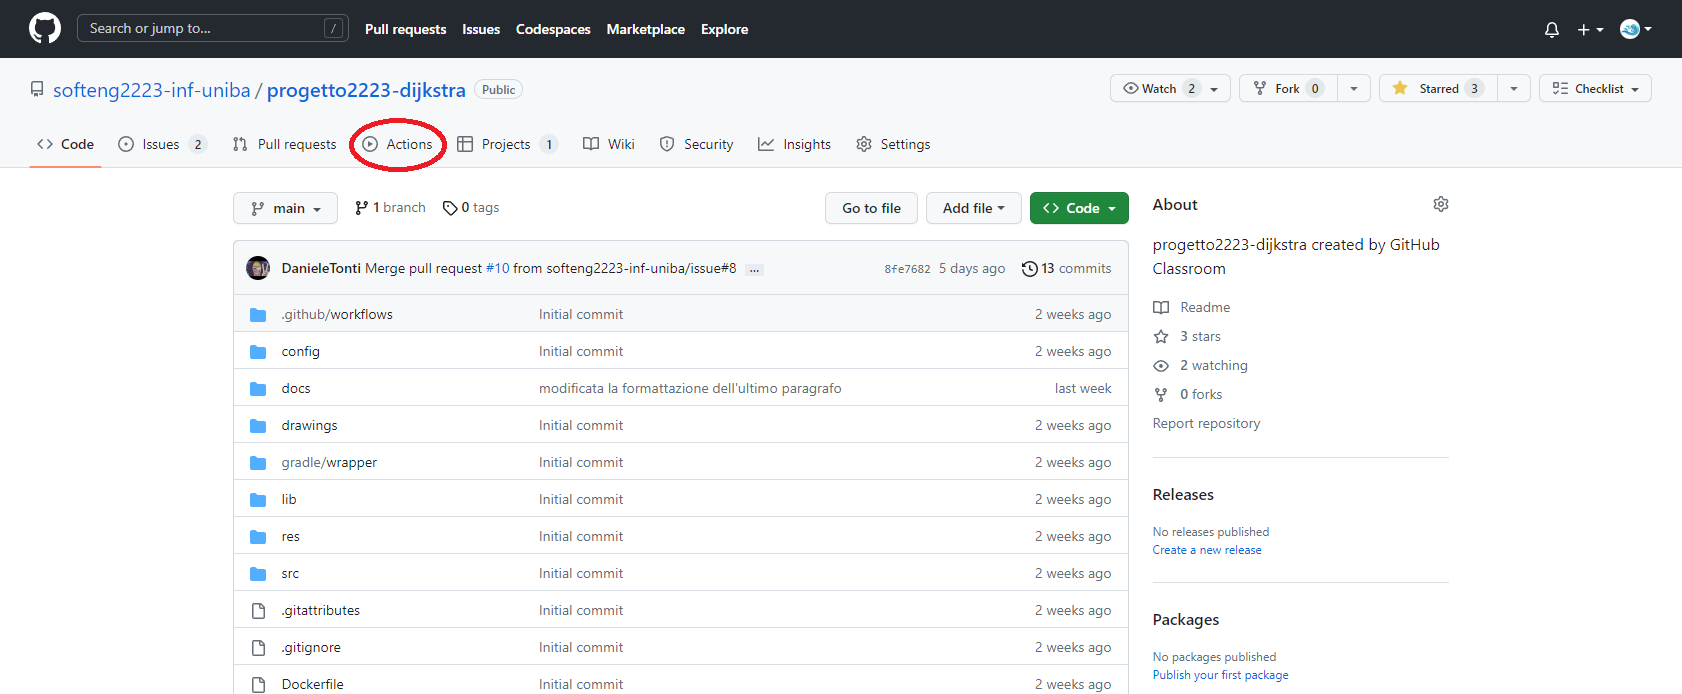 Search or jump to... /
Pull requests Issues Codespaces Marketplace Explore
softeng2223-inf-uniba / progetto2223-dijkstra Public
Watch 2 Fork 0 Starred 3 Checklist
Code Issues 2 Pull requests Actions Projects 1 Wiki Security Insights Settings
main 1 branch 0 tags Go to file Add file Code
DanieleTonti Merge pull request #10 from softeng2223-inf-uniba/issue#8 ... 8fe7682 5 days ago 13 commits
.github/workflows Initial commit 2 weeks ago
config Initial commit 2 weeks ago
docs modificata la formattazione dell'ultimo paragrafo last week
drawings Initial commit 2 weeks ago
gradle/wrapper Initial commit 2 weeks ago
lib Initial commit 2 weeks ago
res Initial commit 2 weeks ago
src Initial commit 2 weeks ago
.gitattributes Initial commit 2 weeks ago
.gitignore Initial commit 2 weeks ago
Dockerfile Initial commit 2 weeks ago
About
progetto2223-dijkstra created by GitHub
Classroom
Readme
3 stars
2 watching
0 forks
Report repository
Releases
No releases published
Create a new release
Packages
No packages published
Publish your first package